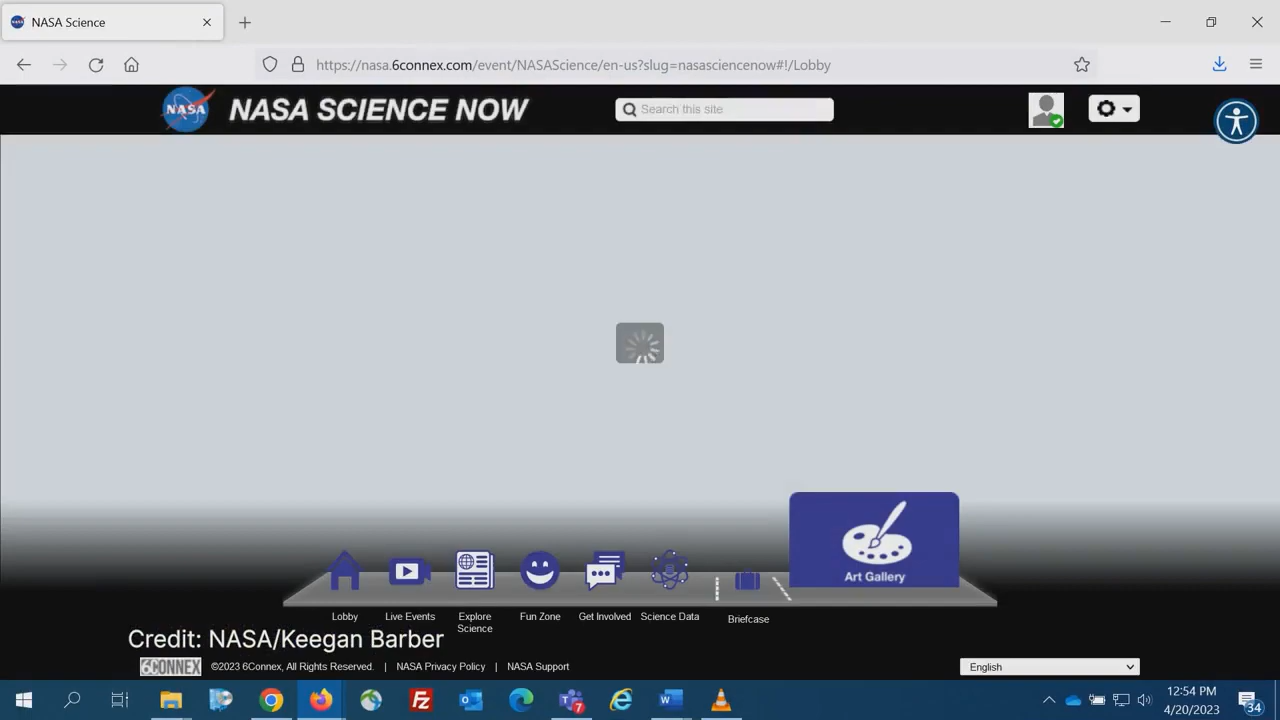 NASA Science
https://nasa.6connex.com/event/NASAScience/en-us?slug=nasasciencenow#!/Lobby
NASA
NASA SCIENCE NOW
Search this site
Art Gallery
Lobby
Live Events
Explore
Science
Fun Zone
Get Involved
Science Data
Briefcase
Credit: NASA/Keegan Barber
6CONNEX
©2023 6Connex, All Rights Reserved. | NASA Privacy Policy | NASA Support
English
7
12:54 PM
4/20/2023
34